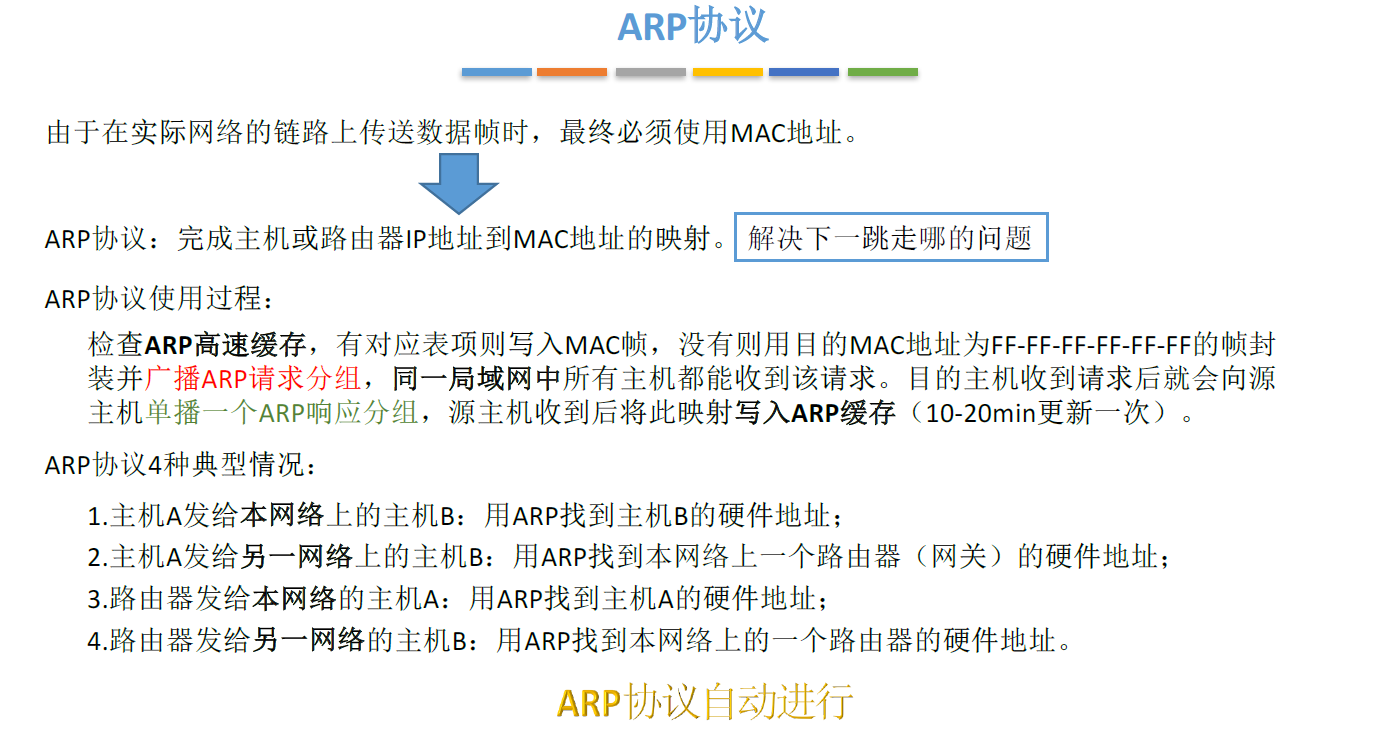 ARP协议
由于在实际网络的链路上传送数据帧时，最终必须使用MAC地址。
ARP协议：完成主机或路由器IP地址到MAC地址的映射。 解决下一跳走哪的问题
ARP协议使用过程：
检查ARP高速缓存，有对应表项则写入MAC帧，没有则用目的MAC地址为FF-FF-FF-FF-FF-FF的帧封
装并广播ARP请求分组，同一局域网中所有主机都能收到该请求。目的主机收到请求后就会向源
主机单播一个ARP响应分组，源主机收到后将此映射写入ARP缓存（10-20min更新一次）。
ARP协议4种典型情况：
1.主机A发给本网络上的主机B：用ARP找到主机B的硬件地址；
2.主机A发给另一网络上的主机B：用ARP找到本网络上一个路由器（网关）的硬件地址；
3.路由器发给本网络的主机A：用ARP找到主机A的硬件地址；
4.路由器发给另一网络的主机B：用ARP找到本网络上的一个路由器的硬件地址。
ARP协议自动进行